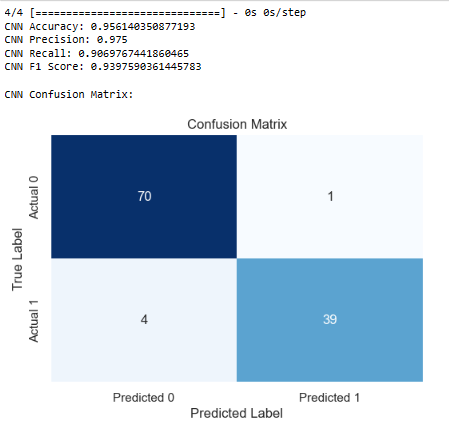 4/4 [==============================] - 0s 0s/step
CNN Accuracy: 0.956140350877193
CNN Precision: 0.975
CNN Recall: 0.9069767441860465
CNN F1 Score: 0.9397590361445783
CNN Confusion Matrix:
Confusion Matrix
True Label
Actual 0
70
1
Actual 1
4
39
Predicted 0
Predicted 1
Predicted Label